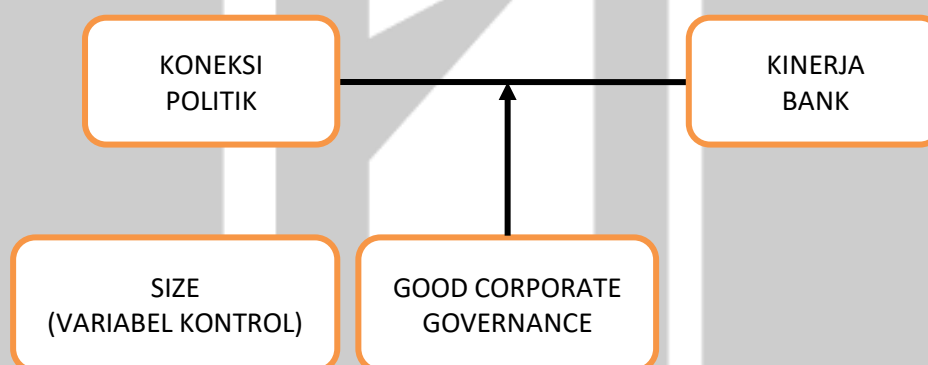 KONEKSI
POLITIK
KINERJA
BANK
SIZE
(VARIABEL KONTROL)
GOOD CORPORATE
GOVERNANCE